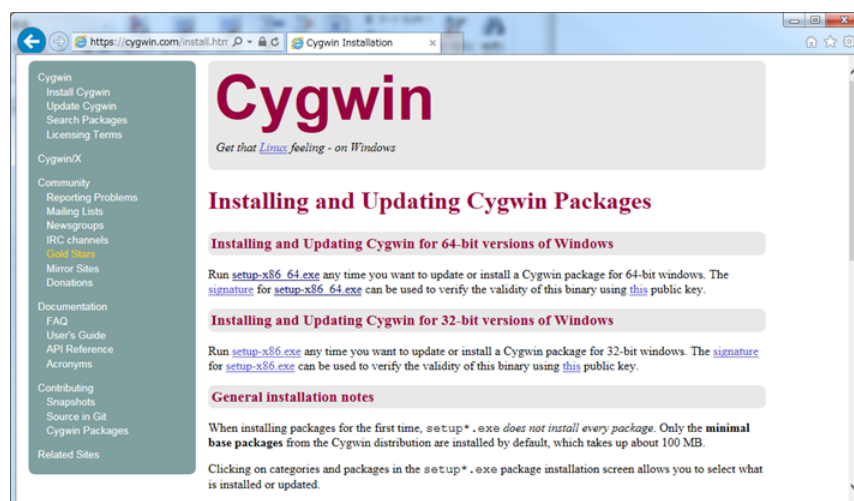 https://cygwin.com/install.htm
Cygwin Installation
Cygwin
Install Cygwin
Update Cygwin
Search Packages
Licensing Terms
Cygwin/X
Community
Reporting Problems
Mailing Lists
Newsgroups
IRC channels
Gold Stars
Mirror Sites
Donations
Documentation
FAQ
User's Guide
API Reference
Acronyms
Contributing
Snapshots
Source in Git
Cygwin Packages
Related Sites
Cygwin
Get that Linux feeling - on Windows
Installing and Updating Cygwin Packages
Installing and Updating Cygwin for 64-bit versions of Windows
Run setup-x86_64.exe any time you want to update or install a Cygwin package for 64-bit windows. The
signature for setup-x86_64.exe can be used to verify the validity of this binary using this public key.
Installing and Updating Cygwin for 32-bit versions of Windows
Run setup-x86.exe any time you want to update or install a Cygwin package for 32-bit windows. The signature
for setup-x86.exe can be used to verify the validity of this binary using this public key.
General installation notes
When installing packages for the first time, setup*.exe does not install every package. Only the minimal
base packages from the Cygwin distribution are installed by default, which takes up about 100 MB.
Clicking on categories and packages in the setup*.exe package installation screen allows you to select what
is installed or updated.